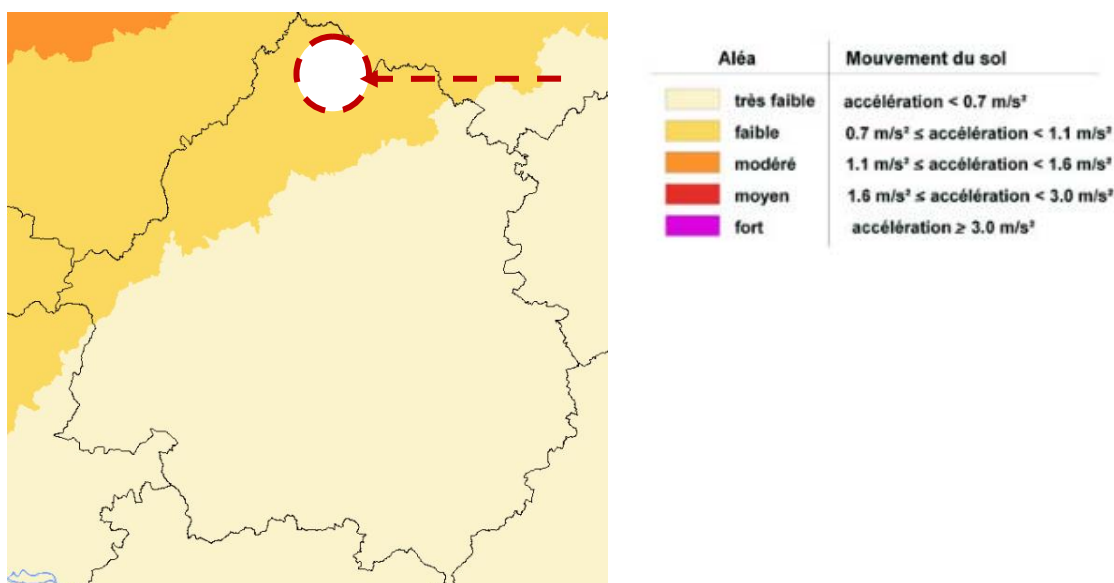 Aléa Mouvement du sol
très faible accélération < 0.7 m/s²
faible 0.7 m/s² ≤ accélération < 1.1 m/s²
modéré 1.1 m/s² ≤ accélération < 1.6 m/s²
moyen 1.6 m/s² ≤ accélération < 3.0 m/s²
fort accélération ≥ 3.0 m/s²